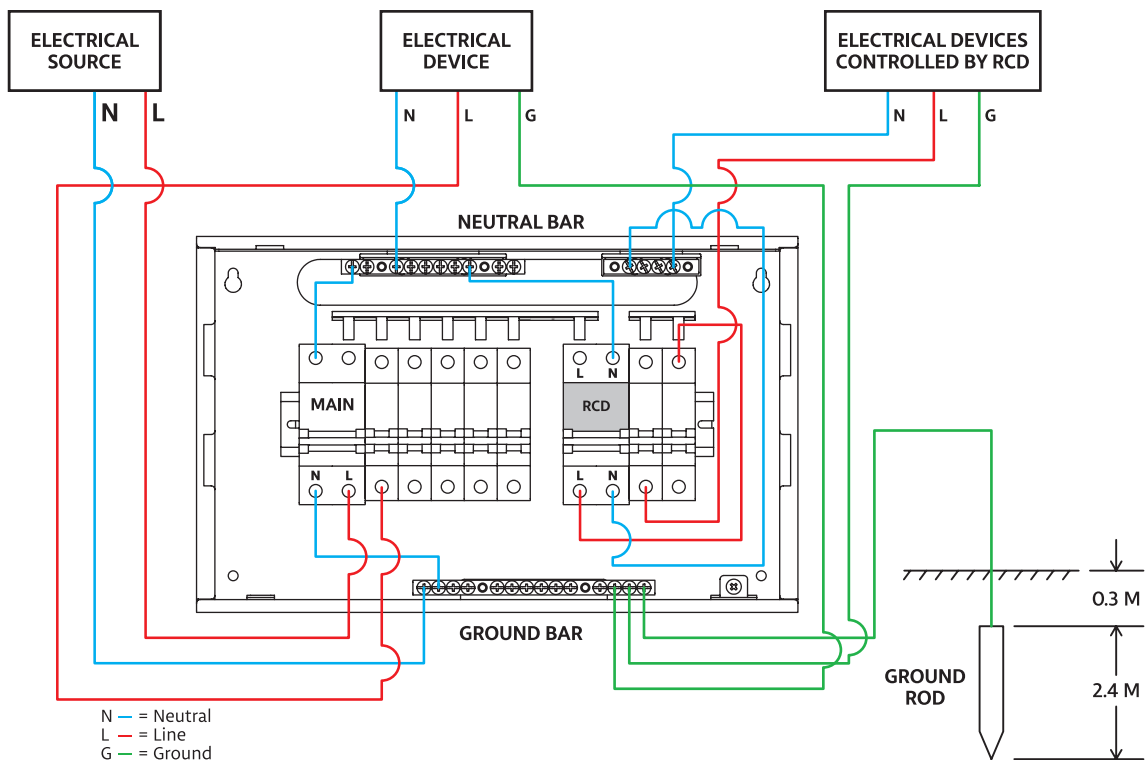 ELECTRICAL
SOURCE
ELECTRICAL
DEVICE
ELECTRICAL DEVICES
CONTROLLED BY RCD
N L
N L G
N L G
NEUTRAL BAR
L N
MAIN
RCD
N L
L N
GROUND BAR
0.3 M
GROUND
ROD
2.4 M
N = Neutral
L = Line
G = Ground